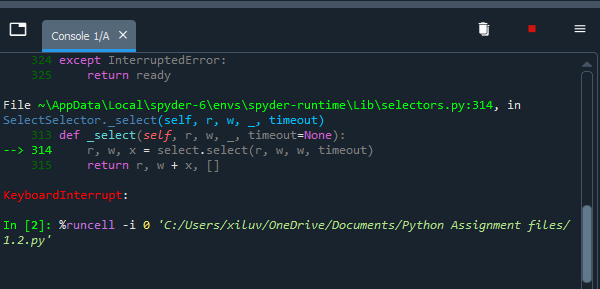 Console 1/A
324 except InterruptedError:
325 return ready
File ~\AppData\Local\spyder-6\envs\spyder-runtime\Lib\selectors.py:314, in
SelectSelector._select(self, r, w, _, timeout)
313 def _select(self, r, w, _, timeout=None):
--> 314 r, w, x = select.select(r, w, w, timeout)
315 return r, w + x, []
KeyboardInterrupt:
In [2]: %runcell -i 0 'C:/Users/xiluv/OneDrive/Documents/Python Assignment files/
1.2.py'